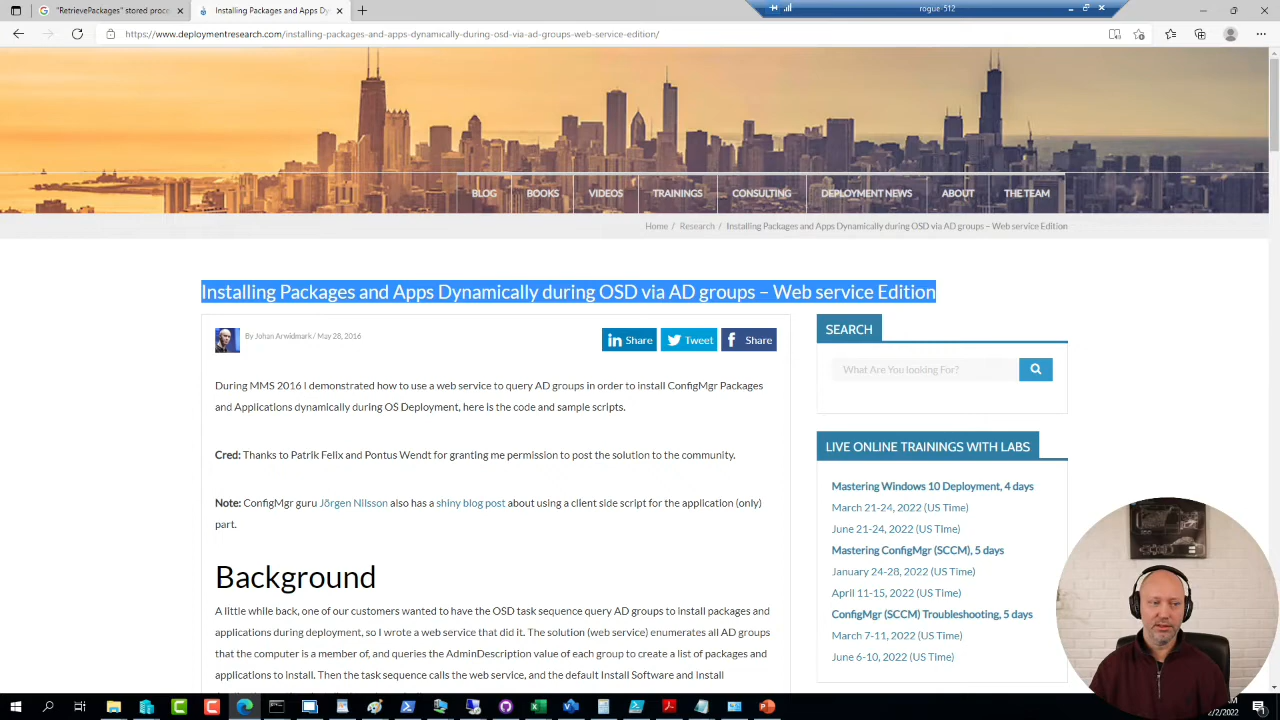 "RetrievePackages" stored proce
Installing Packages and Apps Dyn
rogue-512
https://www.deploymentresearch.com/installing-packages-and-apps-dynamically-during-osd-via-ad-groups-web-service-edition/
BLOG BOOKS VIDEOS TRAININGS CONSULTING DEPLOYMENT NEWS ABOUT THE TEAM
Home / Research / Installing Packages and Apps Dynamically during OSD via AD groups – Web service Edition
Installing Packages and Apps Dynamically during OSD via AD groups – Web service Edition
By Johan Arwidmark / May 28, 2016
Share Tweet Share
During MMS 2016 I demonstrated how to use a web service to query AD groups in order to install ConfigMgr Packages
and Applications dynamically during OS Deployment, here is the code and sample scripts.
Cred: Thanks to Patrik Felix and Pontus Wendt for granting me permission to post the solution to the community.
Note: ConfigMgr guru Jörgen Nilsson also has a shiny blog post about using a client side script for the application (only)
part.
Background
A little while back, one of our customers wanted to have the OSD task sequence query AD groups to install packages and
applications during deployment, so I wrote a web service that did it. The solution (web service) enumerates all AD groups
that the computer is a member of, and queries the AdminDescription value of each group to create a list of packages and
applications to install. Then the task sequence calls the web service, and the default Install Software and Install
SEARCH
What Are You looking For?
LIVE ONLINE TRAININGS WITH LABS
Mastering Windows 10 Deployment, 4 days
March 21-24, 2022 (US Time)
June 21-24, 2022 (US Time)
Mastering ConfigMgr (SCCM), 5 days
January 24-28, 2022 (US Time)
April 11-15, 2022 (US Time)
ConfigMgr (SCCM) Troubleshooting, 5 days
March 7-11, 2022 (US Time)
June 6-10, 2022 (US Time)
2/2/2022